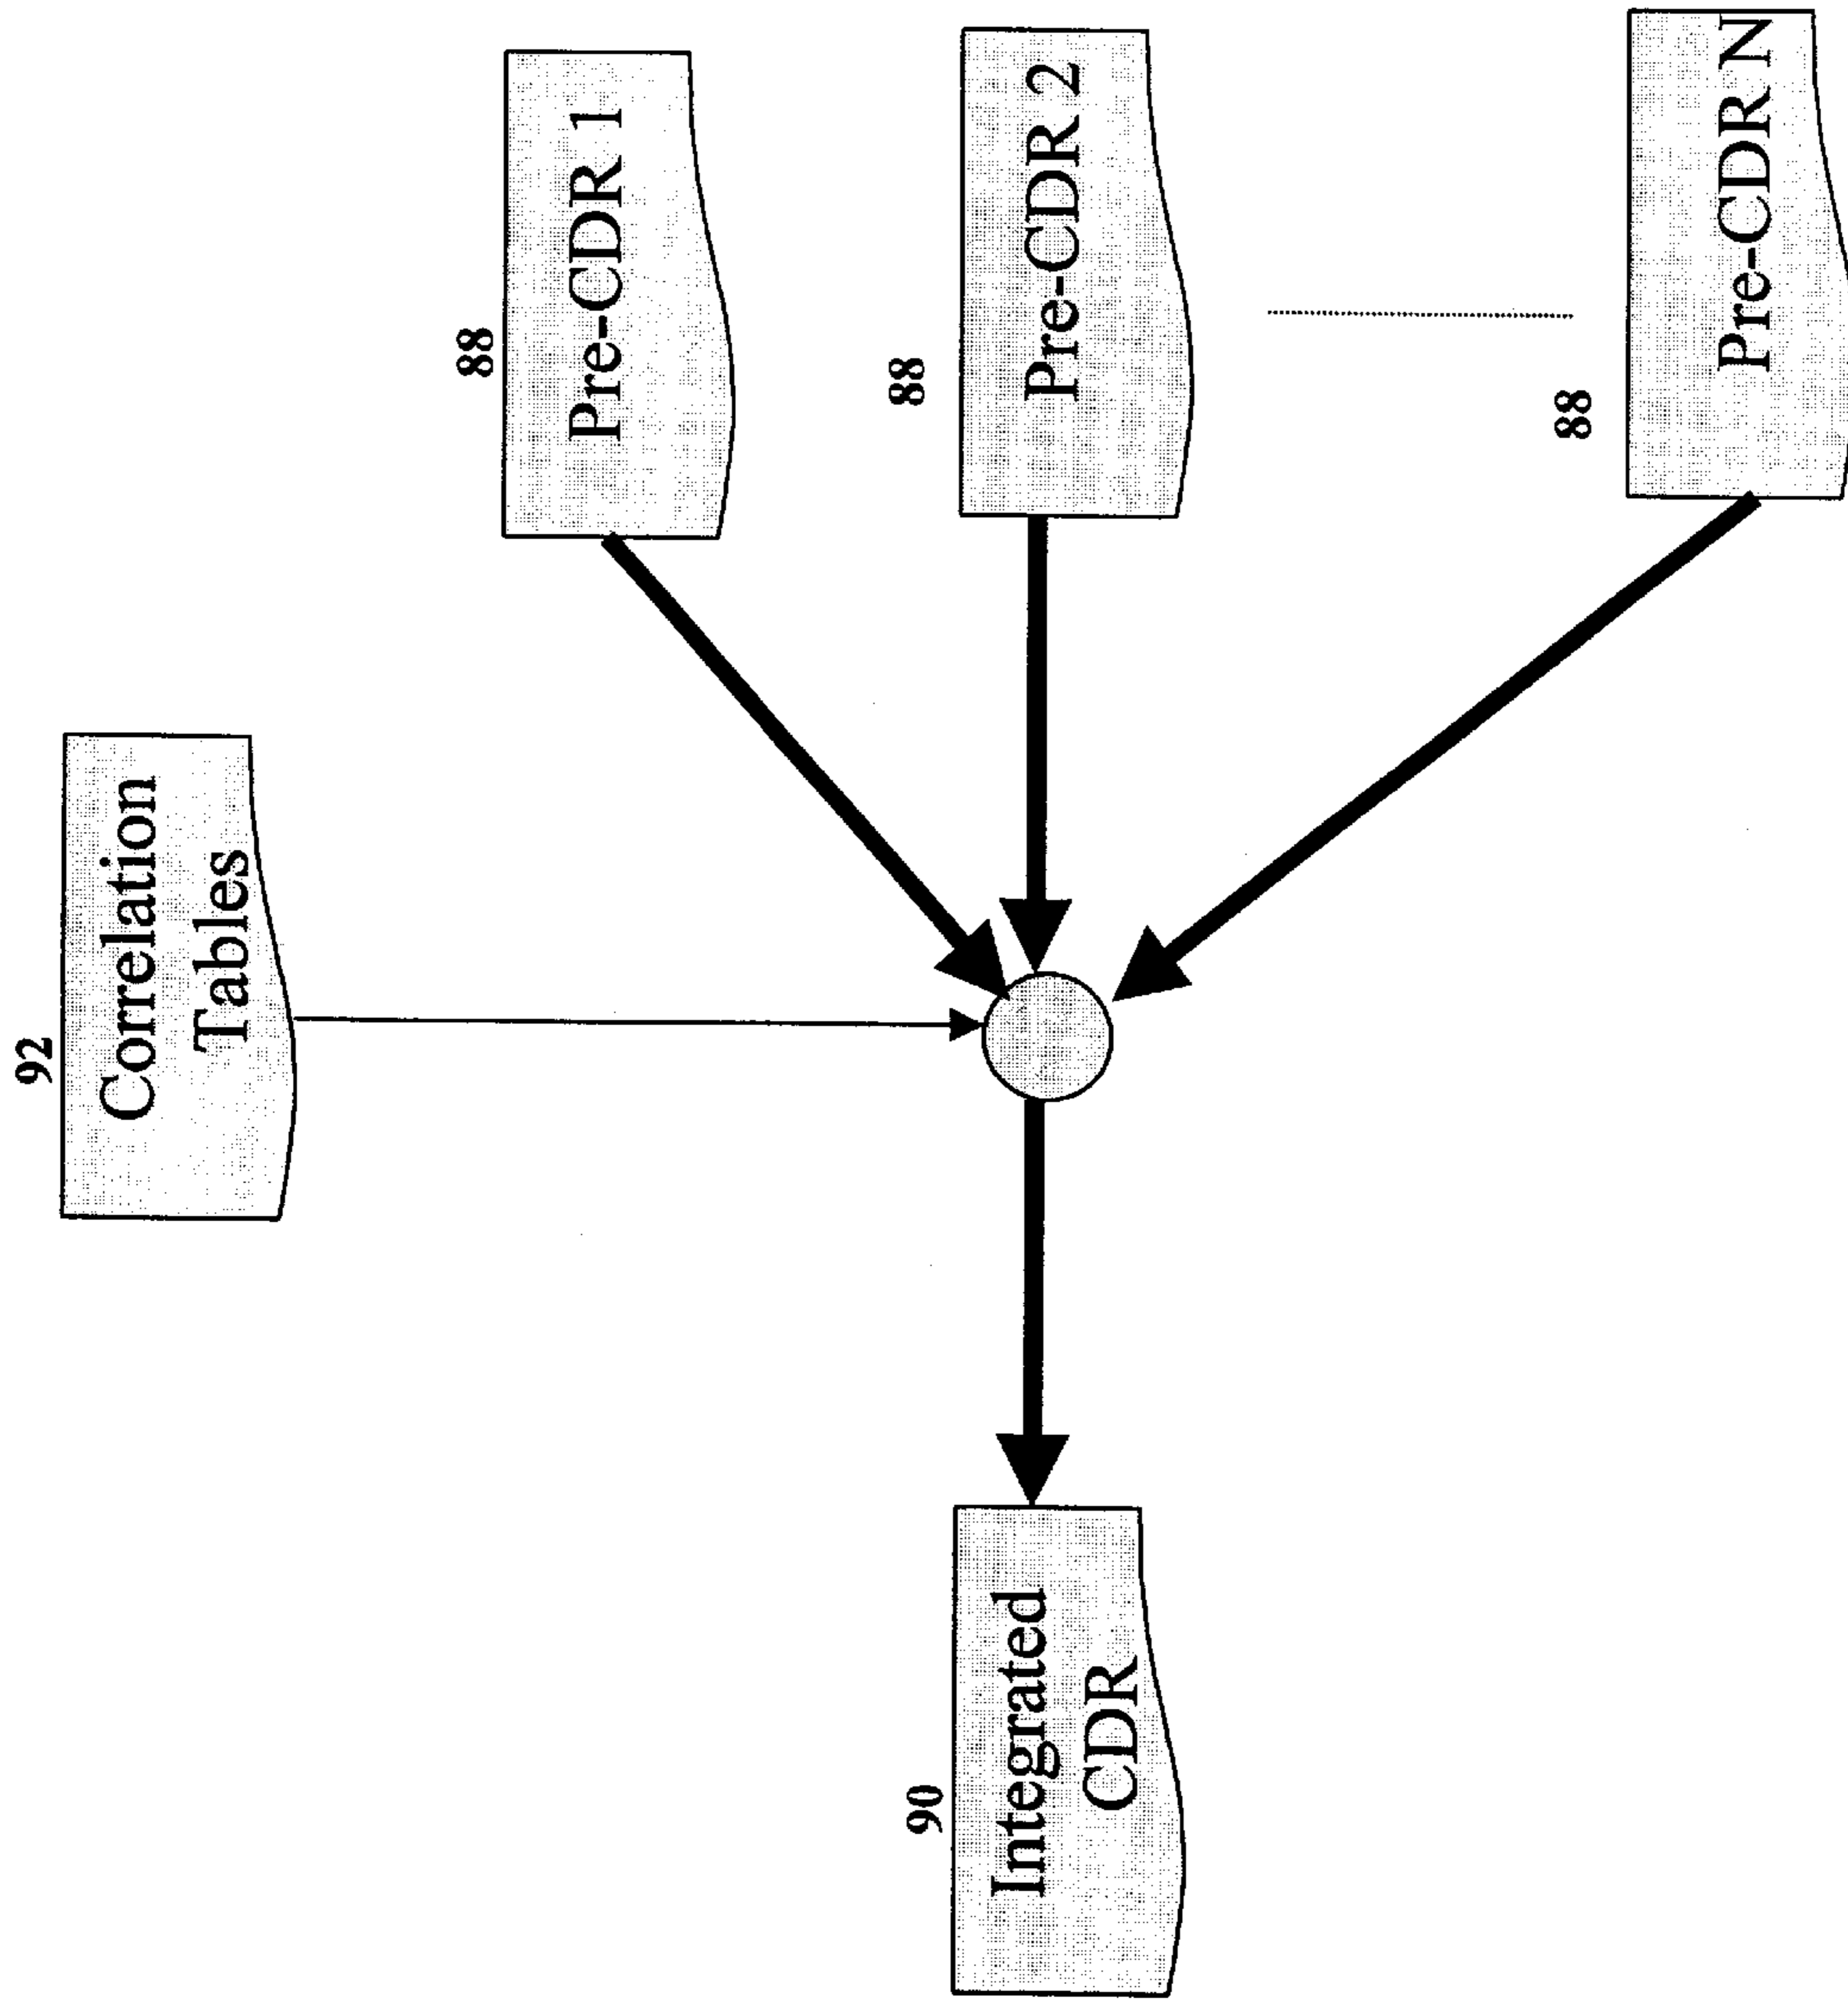 92
Correlation
Tables
88
Pre-CDR 1
88
Pre-CDR 2
88
Pre-CDR N
90
Integrated
CDR